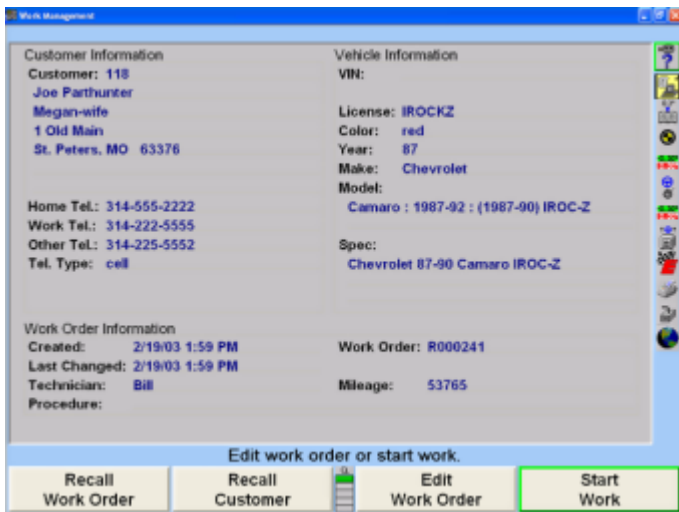 Work Management
Customer Information
Customer: 118
Joe Parthunter
Megan-wife
1 Old Main
St. Peters, MO 63376
Home Tel.: 314-555-2222
Work Tel.: 314-222-5555
Other Tel.: 314-225-5552
Tel. Type: cell
Vehicle Information
VIN:
License: IROCKZ
Color: red
Year: 87
Make: Chevrolet
Model:
Camaro : 1987-92 : (1987-90) IROC-Z
Spec:
Chevrolet 87-90 Camaro IROC-Z
Work Order Information
Created: 2/19/03 1:59 PM
Last Changed: 2/19/03 1:59 PM
Technician: Bill
Procedure:
Work Order: R000241
Mileage: 53765
Edit work order or start work.
Recall
Work Order
Recall
Customer
Edit
Work Order
Start
Work